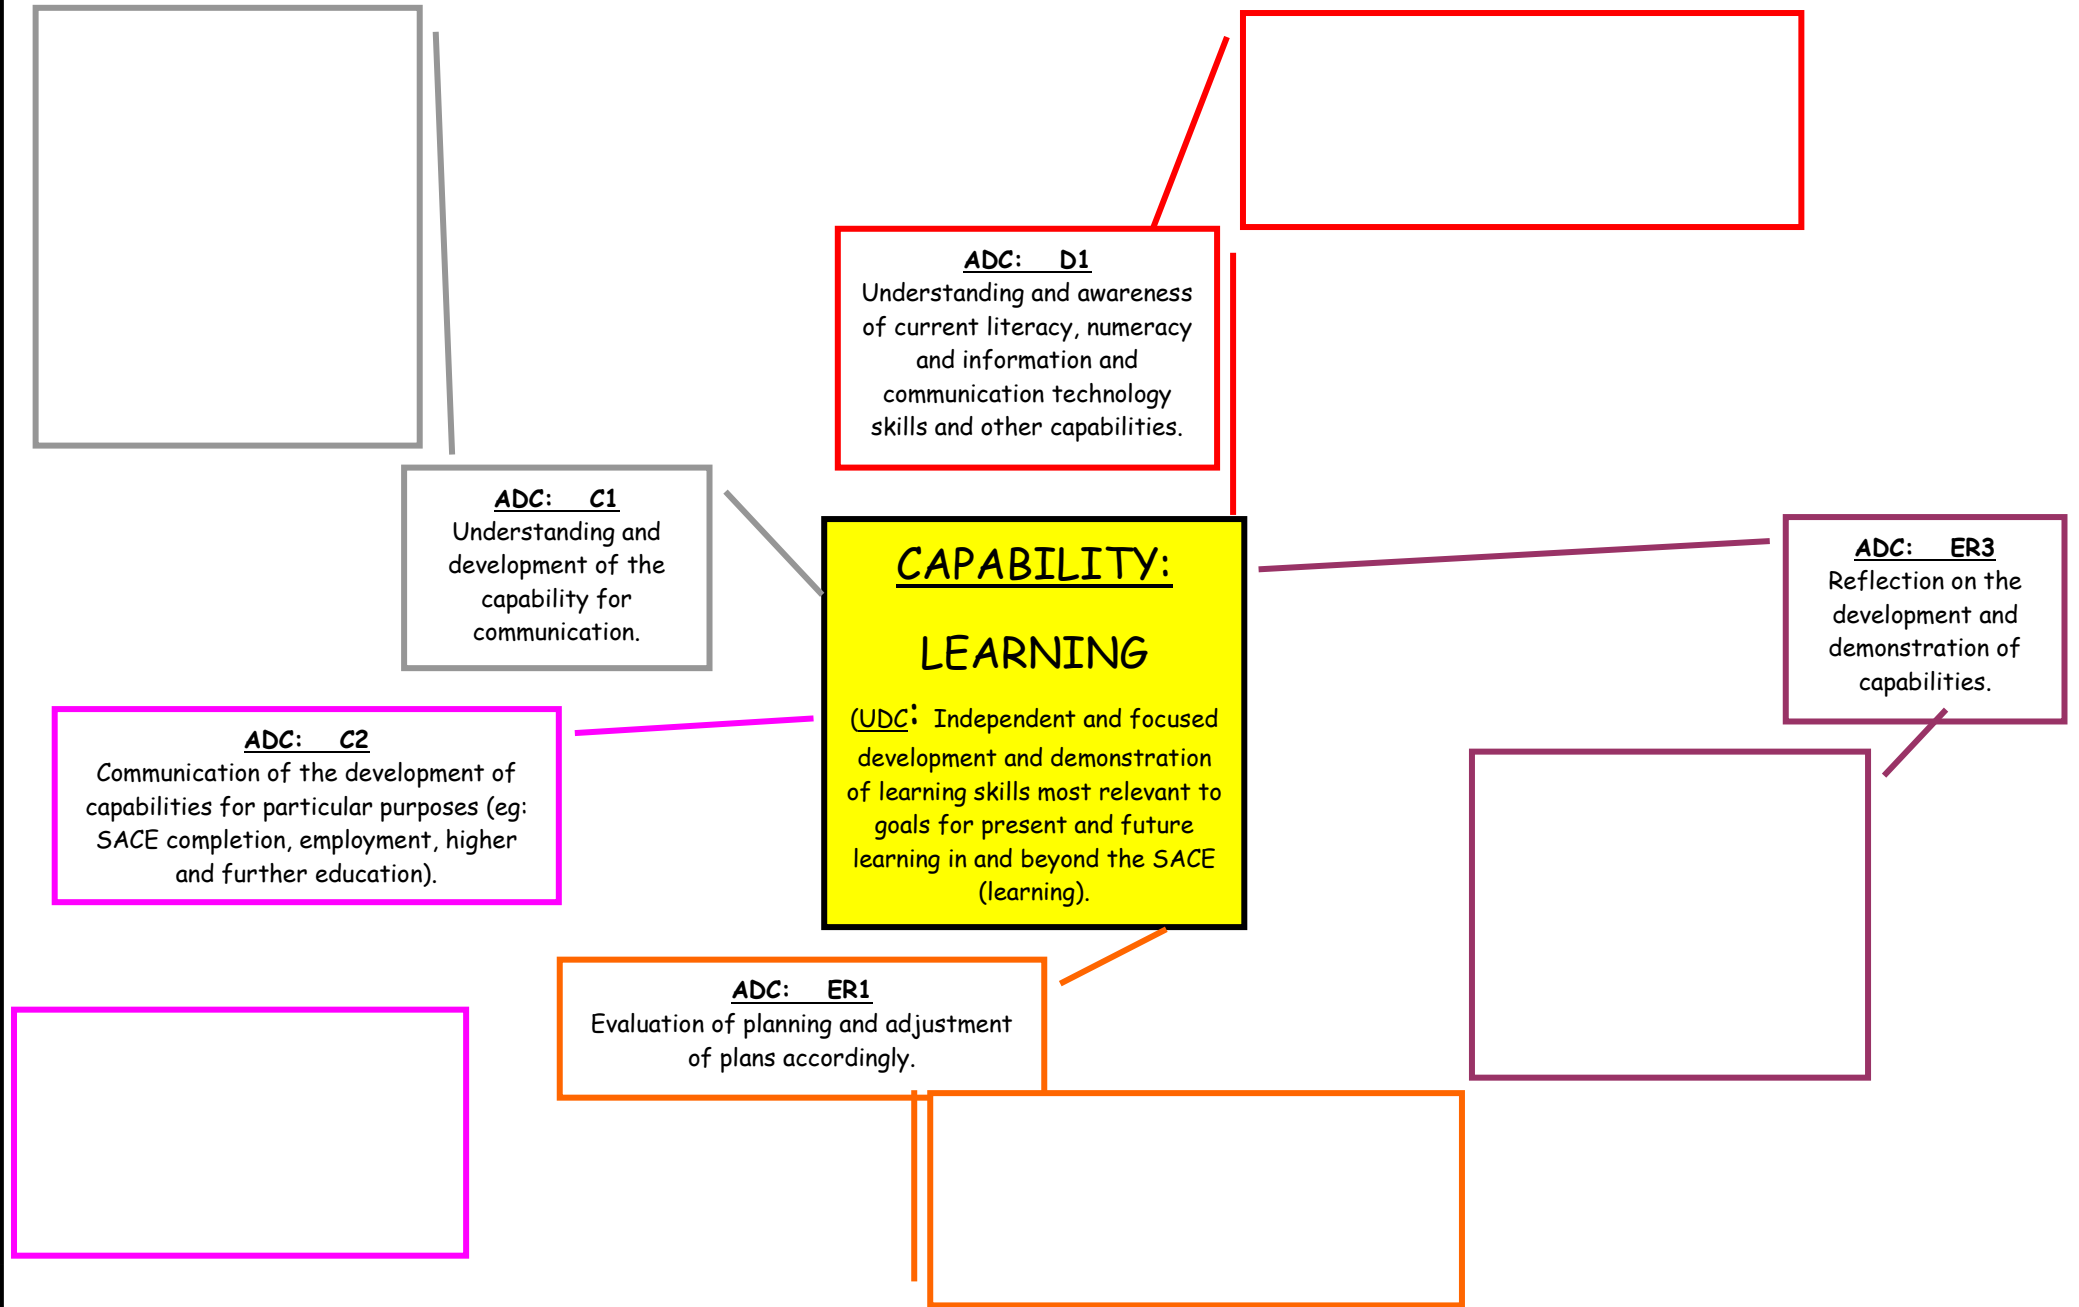 ADC: D1
Understanding and awareness
of current literacy, numeracy
and information and
communication technology
skills and other capabilities.
ADC: C1
Understanding and
development of the
capability for
communication.
CAPABILITY:
LEARNING
(UDC: Independent and focused
development and demonstration
of learning skills most relevant to
goals for present and future
learning in and beyond the SACE
(learning).
ADC: ER3
Reflection on the
development and
demonstration of
capabilities.
ADC: C2
Communication of the development of
capabilities for particular purposes (eg:
SACE completion, employment, higher
and further education).
ADC: ER1
Evaluation of planning and adjustment
of plans accordingly.